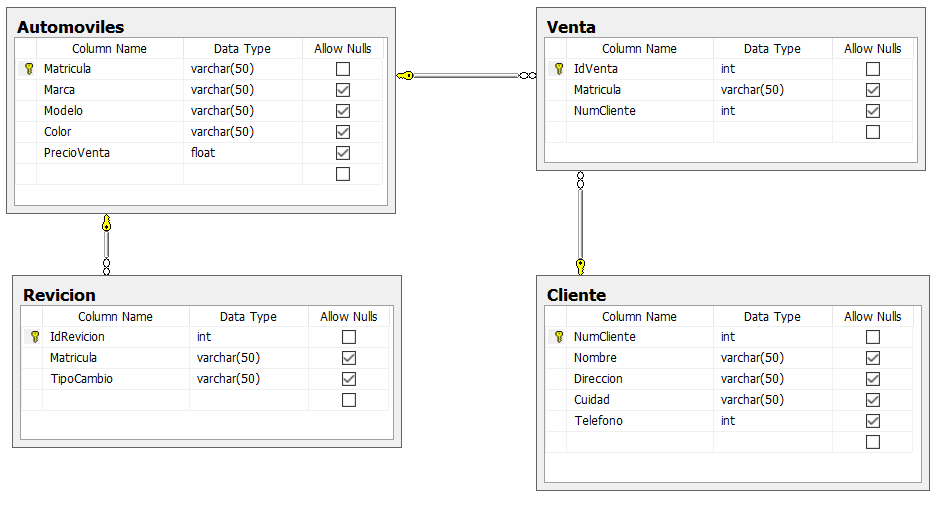 Automoviles
Column Name Data Type Allow Nulls
Matricula varchar(50)
Marca varchar(50)
Modelo varchar(50)
Color varchar(50)
PrecioVenta float
Venta
Column Name Data Type Allow Nulls
IdVenta int
Matricula varchar(50)
NumCliente int
Revicion
Column Name Data Type Allow Nulls
IdRevicion int
Matricula varchar(50)
TipoCambio varchar(50)
Cliente
Column Name Data Type Allow Nulls
NumCliente int
Nombre varchar(50)
Direccion varchar(50)
Cuidad varchar(50)
Telefono int